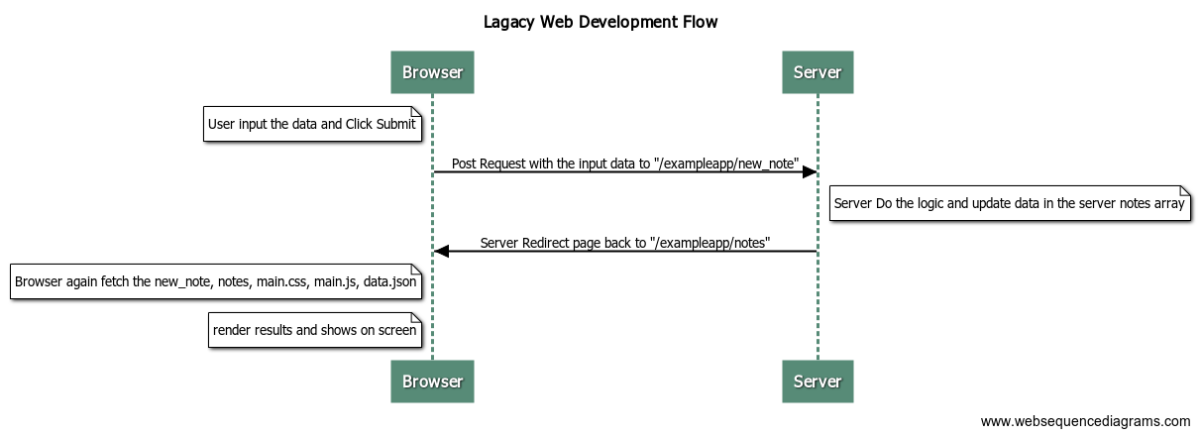 Lagacy Web Development Flow
Browser
Server
User input the data and Click Submit
Post Request with the input data to "/exampleapp/new_note"
Server Do the logic and update data in the server notes array
Server Redirect page back to "/exampleapp/notes"
Browser again fetch the new_note, notes, main.css, main.js, data.json
render results and shows on screen
Browser
Server
www.websequencediagrams.com